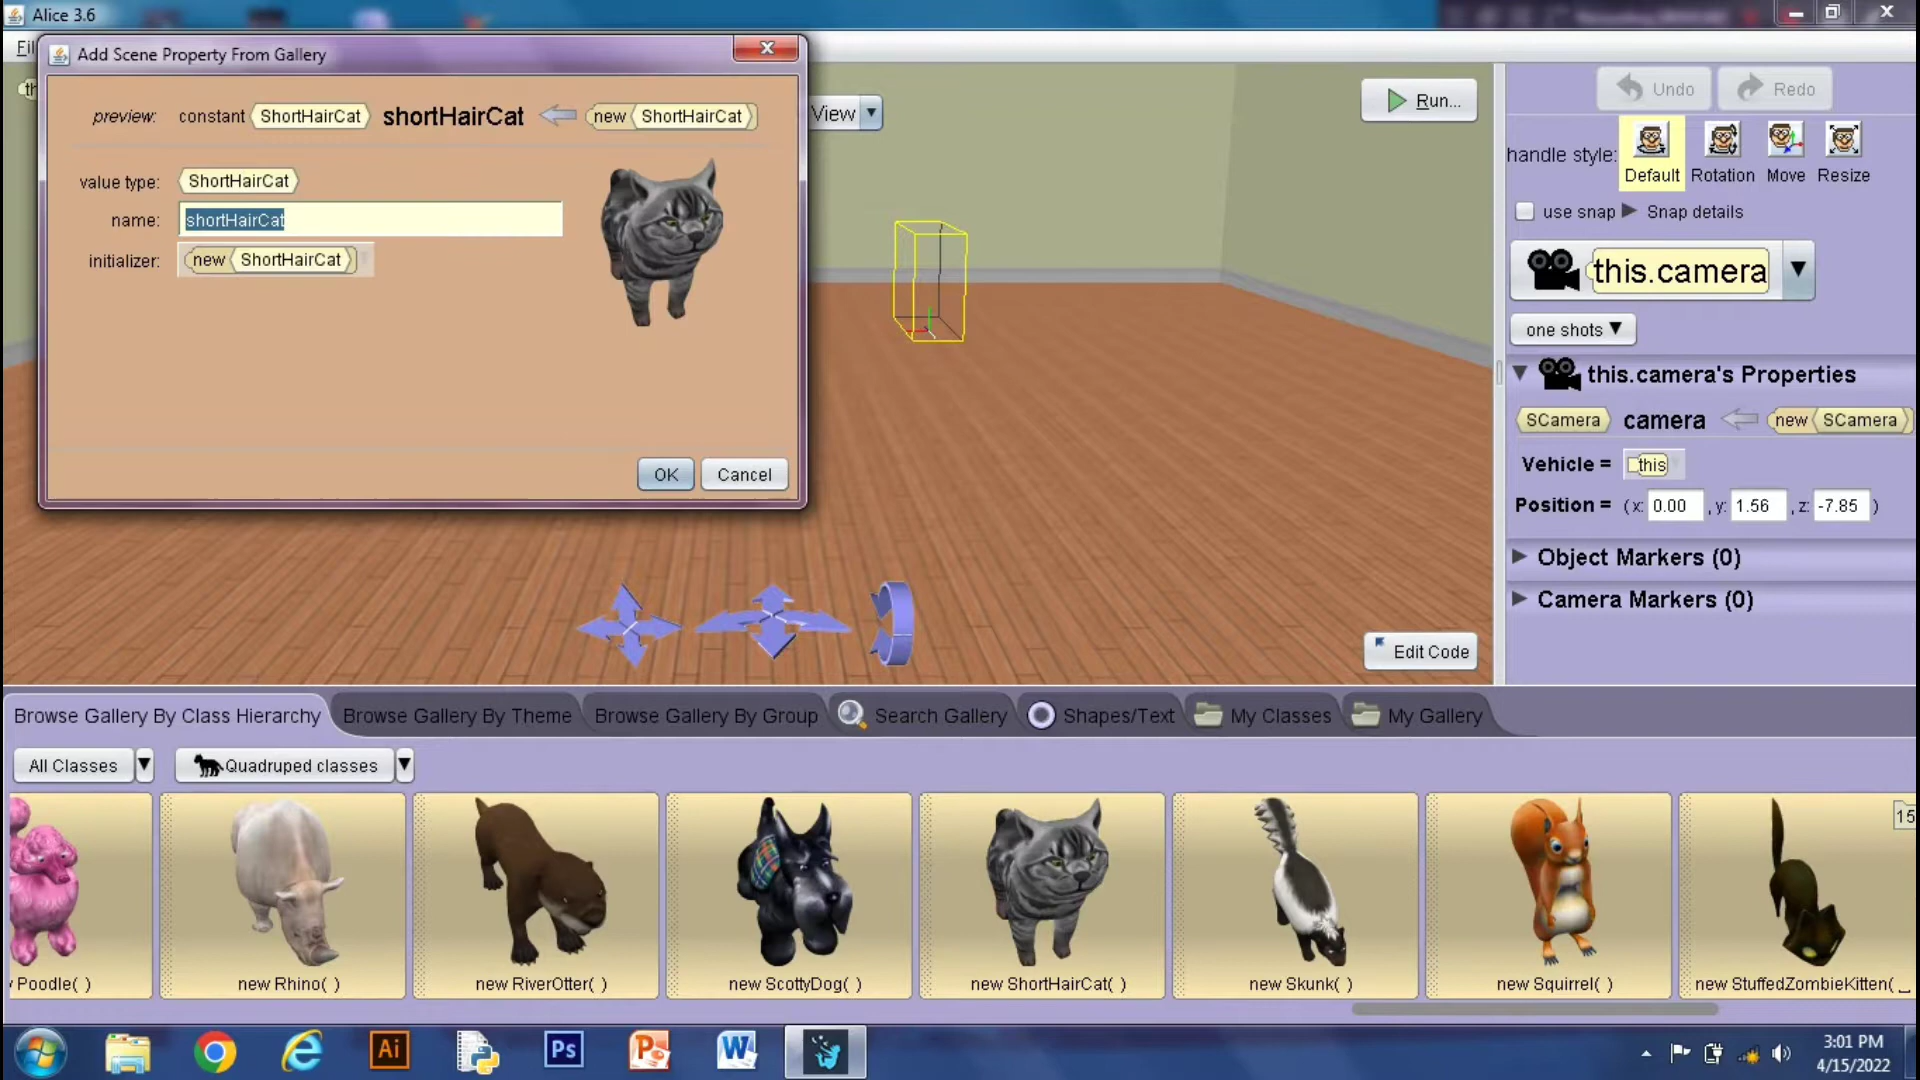 Alice 3.6
Fil
Add Scene Property From Gallery
preview: constant ShortHairCat shortHairCat new ShortHairCat
View
Run...
value type: ShortHairCat
name: shortHairCat
initializer: new ShortHairCat
OK Cancel
Undo Redo
handle style:
Default Rotation Move Resize
use snap Snap details
this.camera
one shots
this.camera's Properties
SCamera camera new SCamera
Vehicle = this
Position = (x: 0.00 ,y: 1.56 ,z: -7.85 )
Object Markers (0)
Camera Markers (0)
Edit Code
Browse Gallery By Class Hierarchy Browse Gallery By Theme Browse Gallery By Group Search Gallery Shapes/Text My Classes My Gallery
All Classes Quadruped classes
15
Poodle( ) new Rhino( ) new RiverOtter( ) new ScottyDog( ) new ShortHairCat( ) new Skunk( ) new Squirrel( ) new StuffedZombieKitten(
Ai Ps P W
3:01 PM
4/15/2022